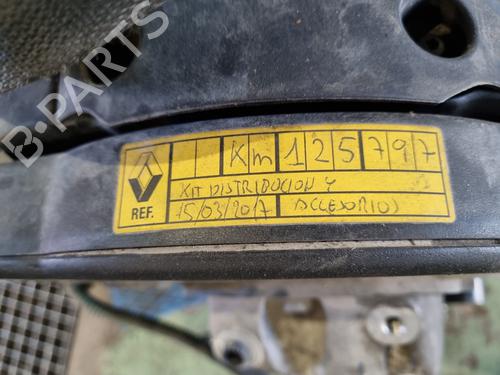 Km 125797
KIT DISTRIBUCION Y
REF. 15/03/2017 ACCESORIOS
B-PARTS